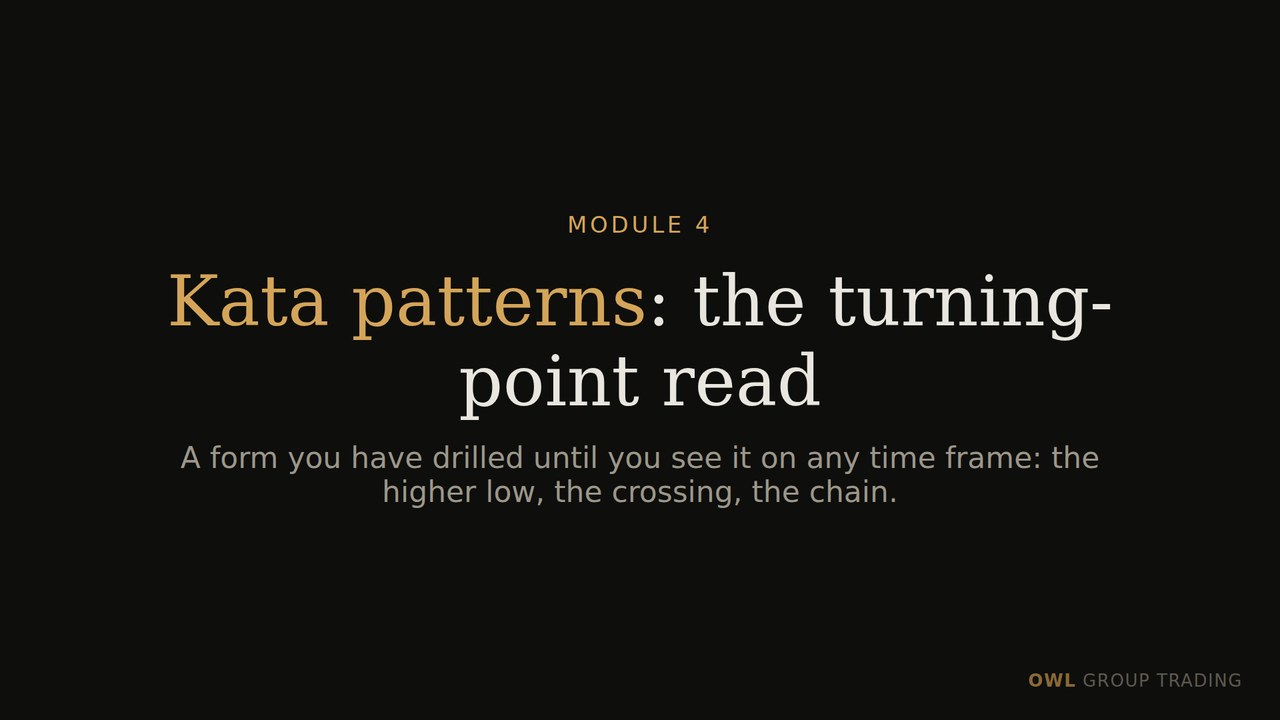 MODULE 4
Kata patterns: the turning-
point read
A form you have drilled until you see it on any time frame: the
higher low, the crossing, the chain.
OWL GROUP TRADING